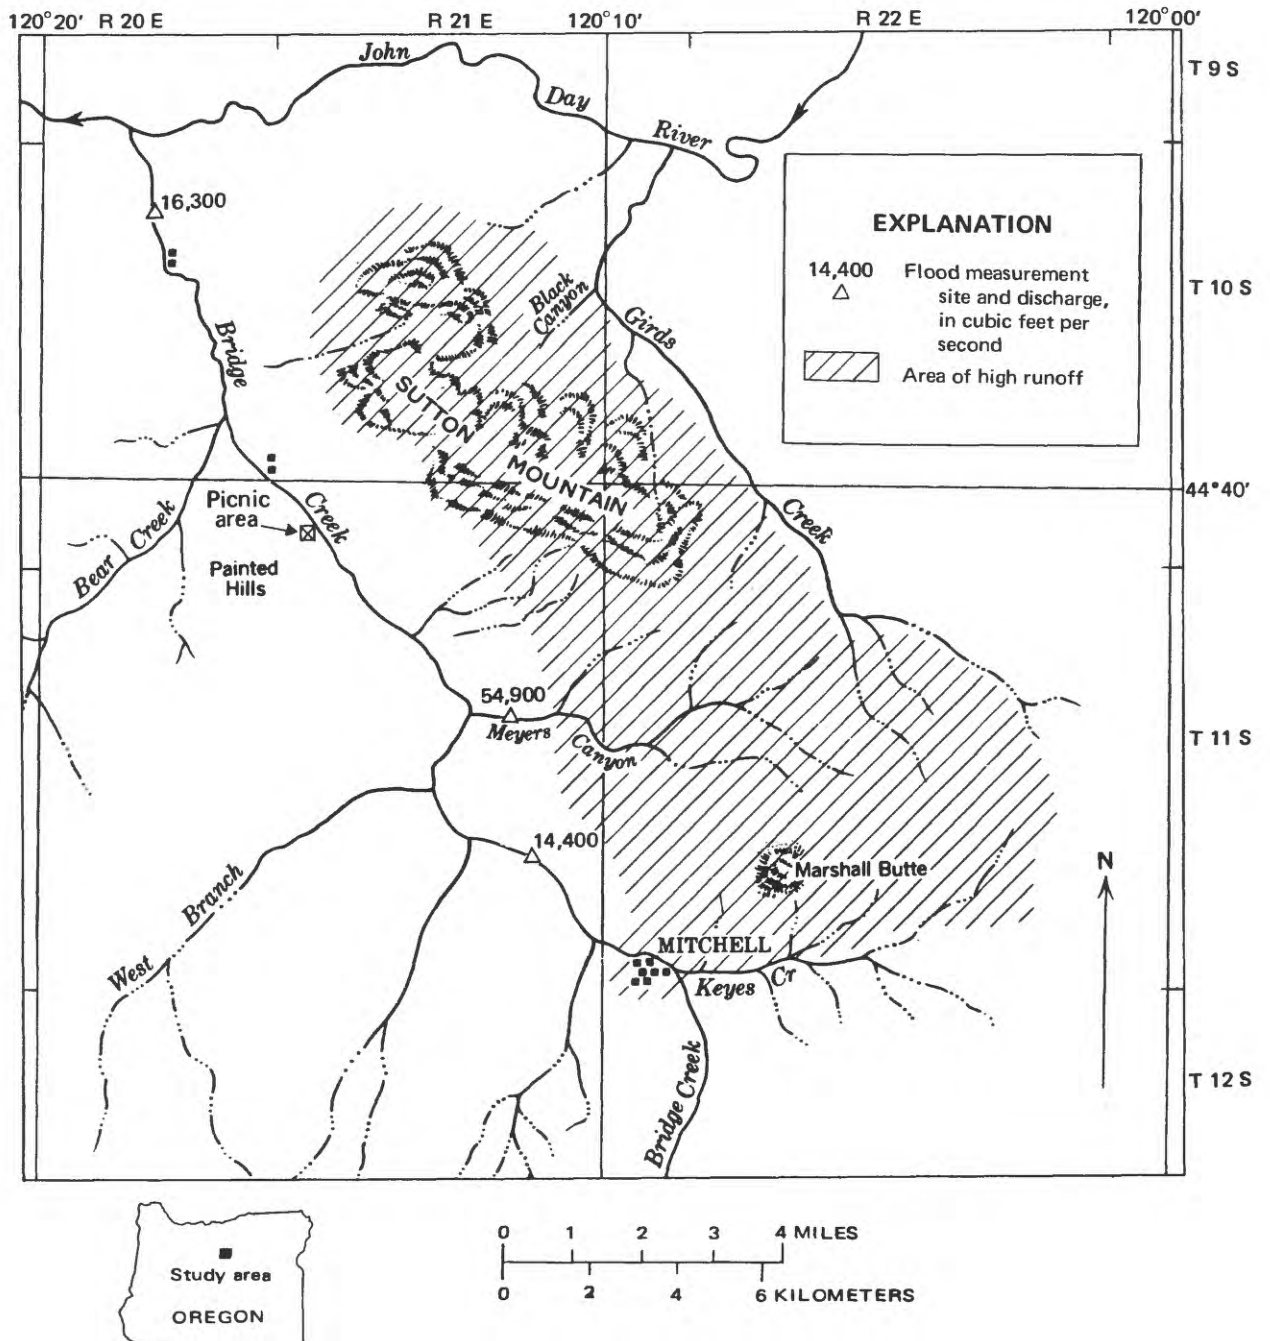 120°20' R 20 E R 21 E 120°10' R 22 E 120°00'
T 9 S
John
Day
River
16,300
EXPLANATION
14,400 Flood measurement
site and discharge,
in cubic feet per
second
Area of high runoff
T 10 S
Black
Canyon
Girds
Bridge
SUTTON
MOUNTAIN
44°40'
Picnic
area
Creek
Creek
Creek
Bear
Painted
Hills
54,900
Meyers
Canyon
T 11 S
14,400
Marshall Butte
N
Branch
West
MITCHELL
Keyes Cr
Bridge Creek
T 12 S
0 1 2 3 4 MILES
0 2 4 6 KILOMETERS
Study area
OREGON